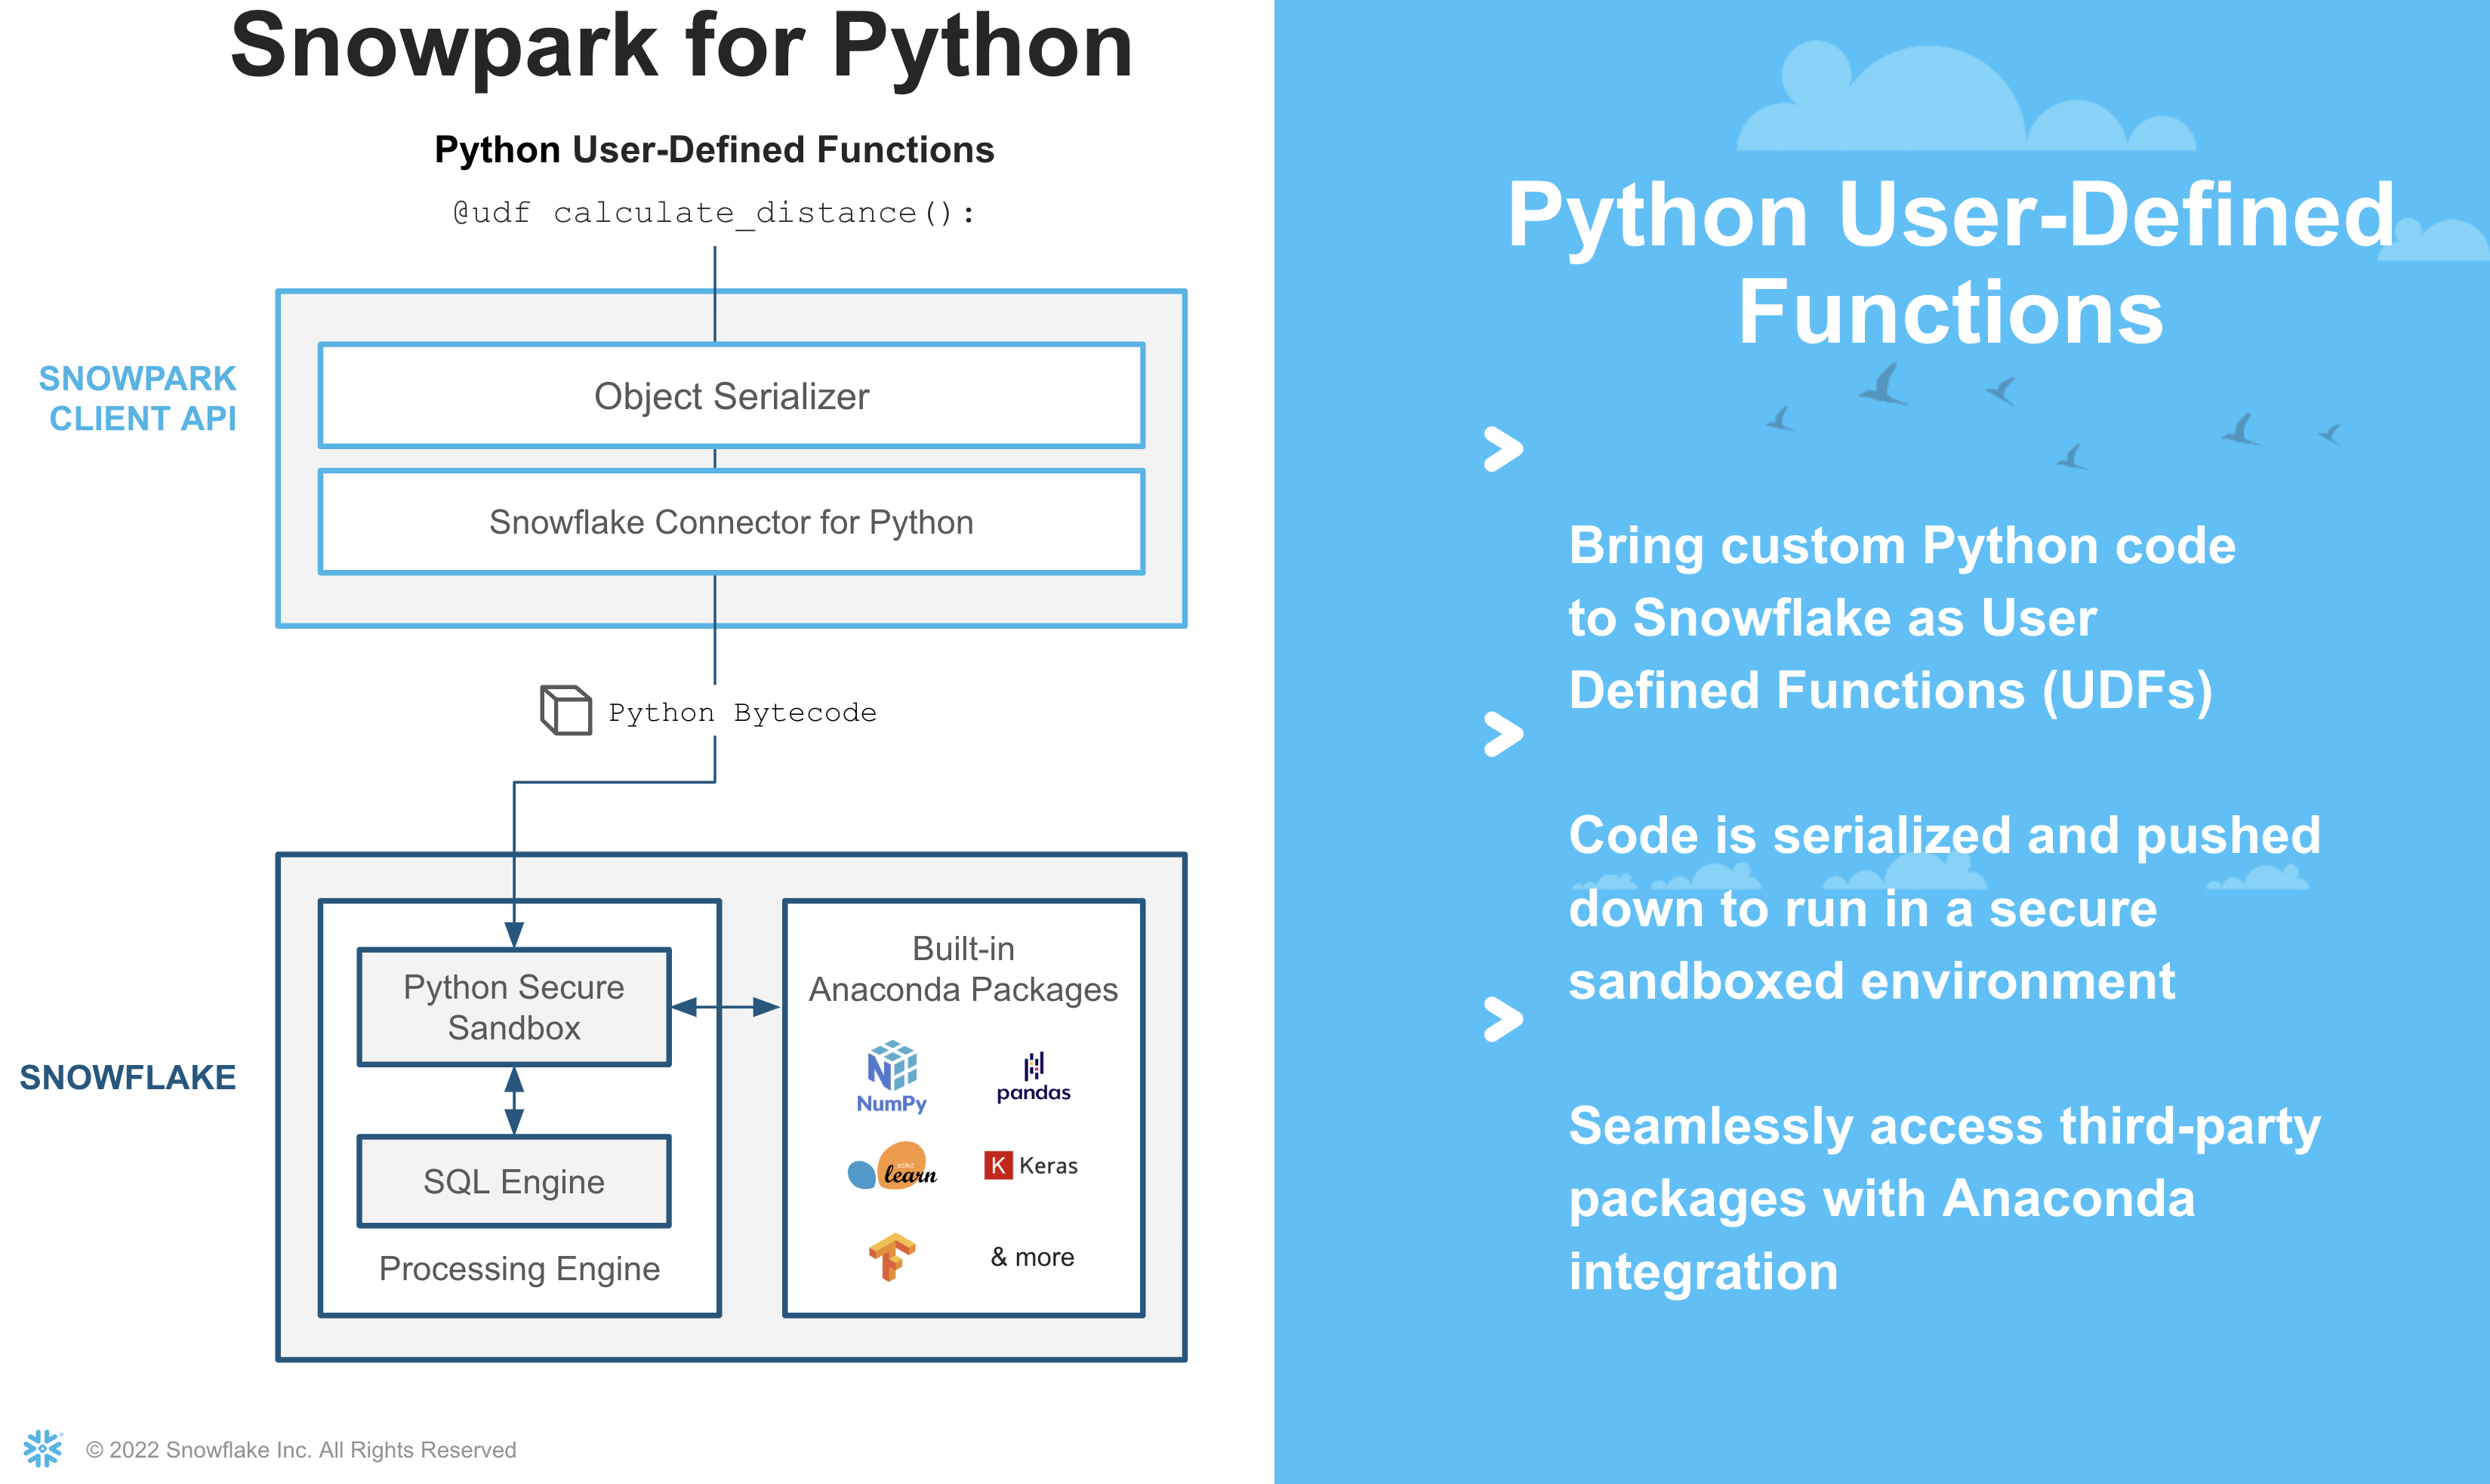 Snowpark for Python
Python User-Defined Functions
@udf calculate_distance():
SNOWPARK
CLIENT API
Object Serializer
Snowflake Connector for Python
Python Bytecode
SNOWFLAKE
Python Secure
Sandbox
SQL Engine
Processing Engine
Built-in
Anaconda Packages
NumPy
pandas
scikit
learn
K Keras
& more
© 2022 Snowflake Inc. All Rights Reserved
Python User-Defined
Functions
Bring custom Python code
to Snowflake as User
Defined Functions (UDFs)
Code is serialized and pushed
down to run in a secure
sandboxed environment
Seamlessly access third-party
packages with Anaconda
integration